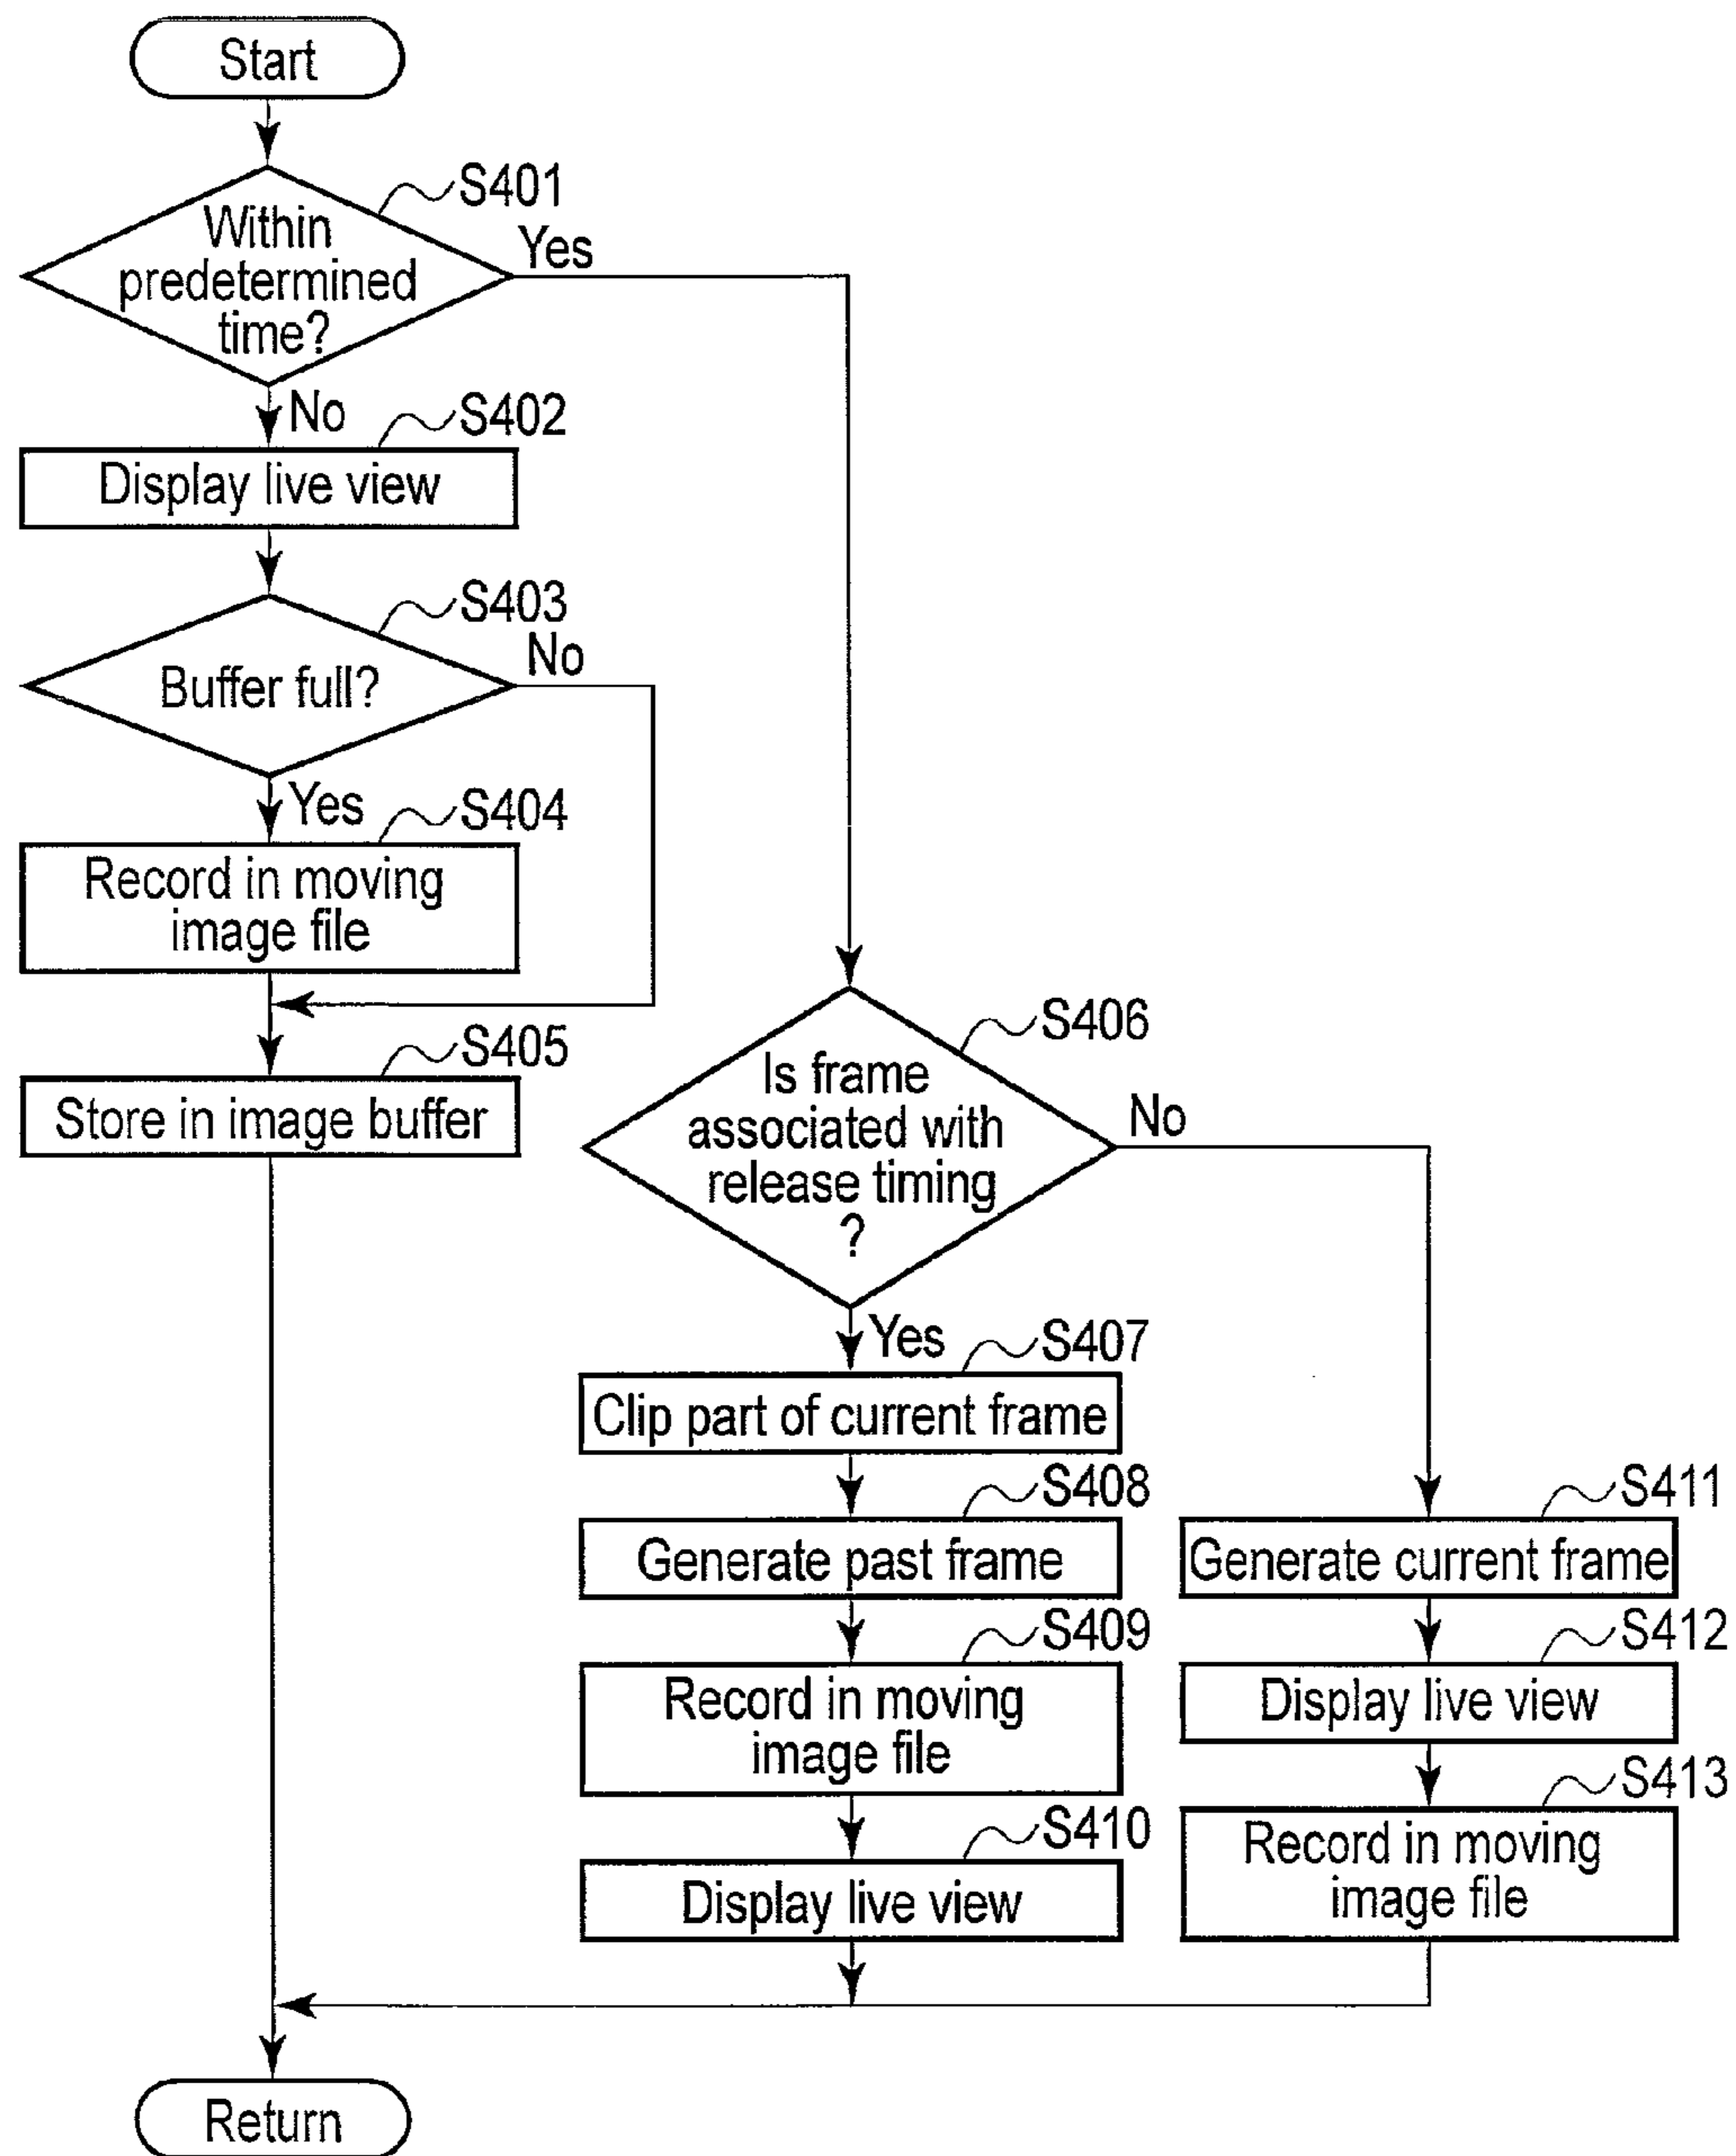 Start
S401
Within
predetermined
time?
Yes
No
S402
Display live view
S403
Buffer full?
No
Yes
S404
Record in moving
image file
S405
Store in image buffer
S406
Is frame
associated with
release timing
?
No
Yes
S407
Clip part of current frame
S408
Generate past frame
S409
Record in moving
image file
S410
Display live view
S411
Generate current frame
S412
Display live view
S413
Record in moving
image file
Return